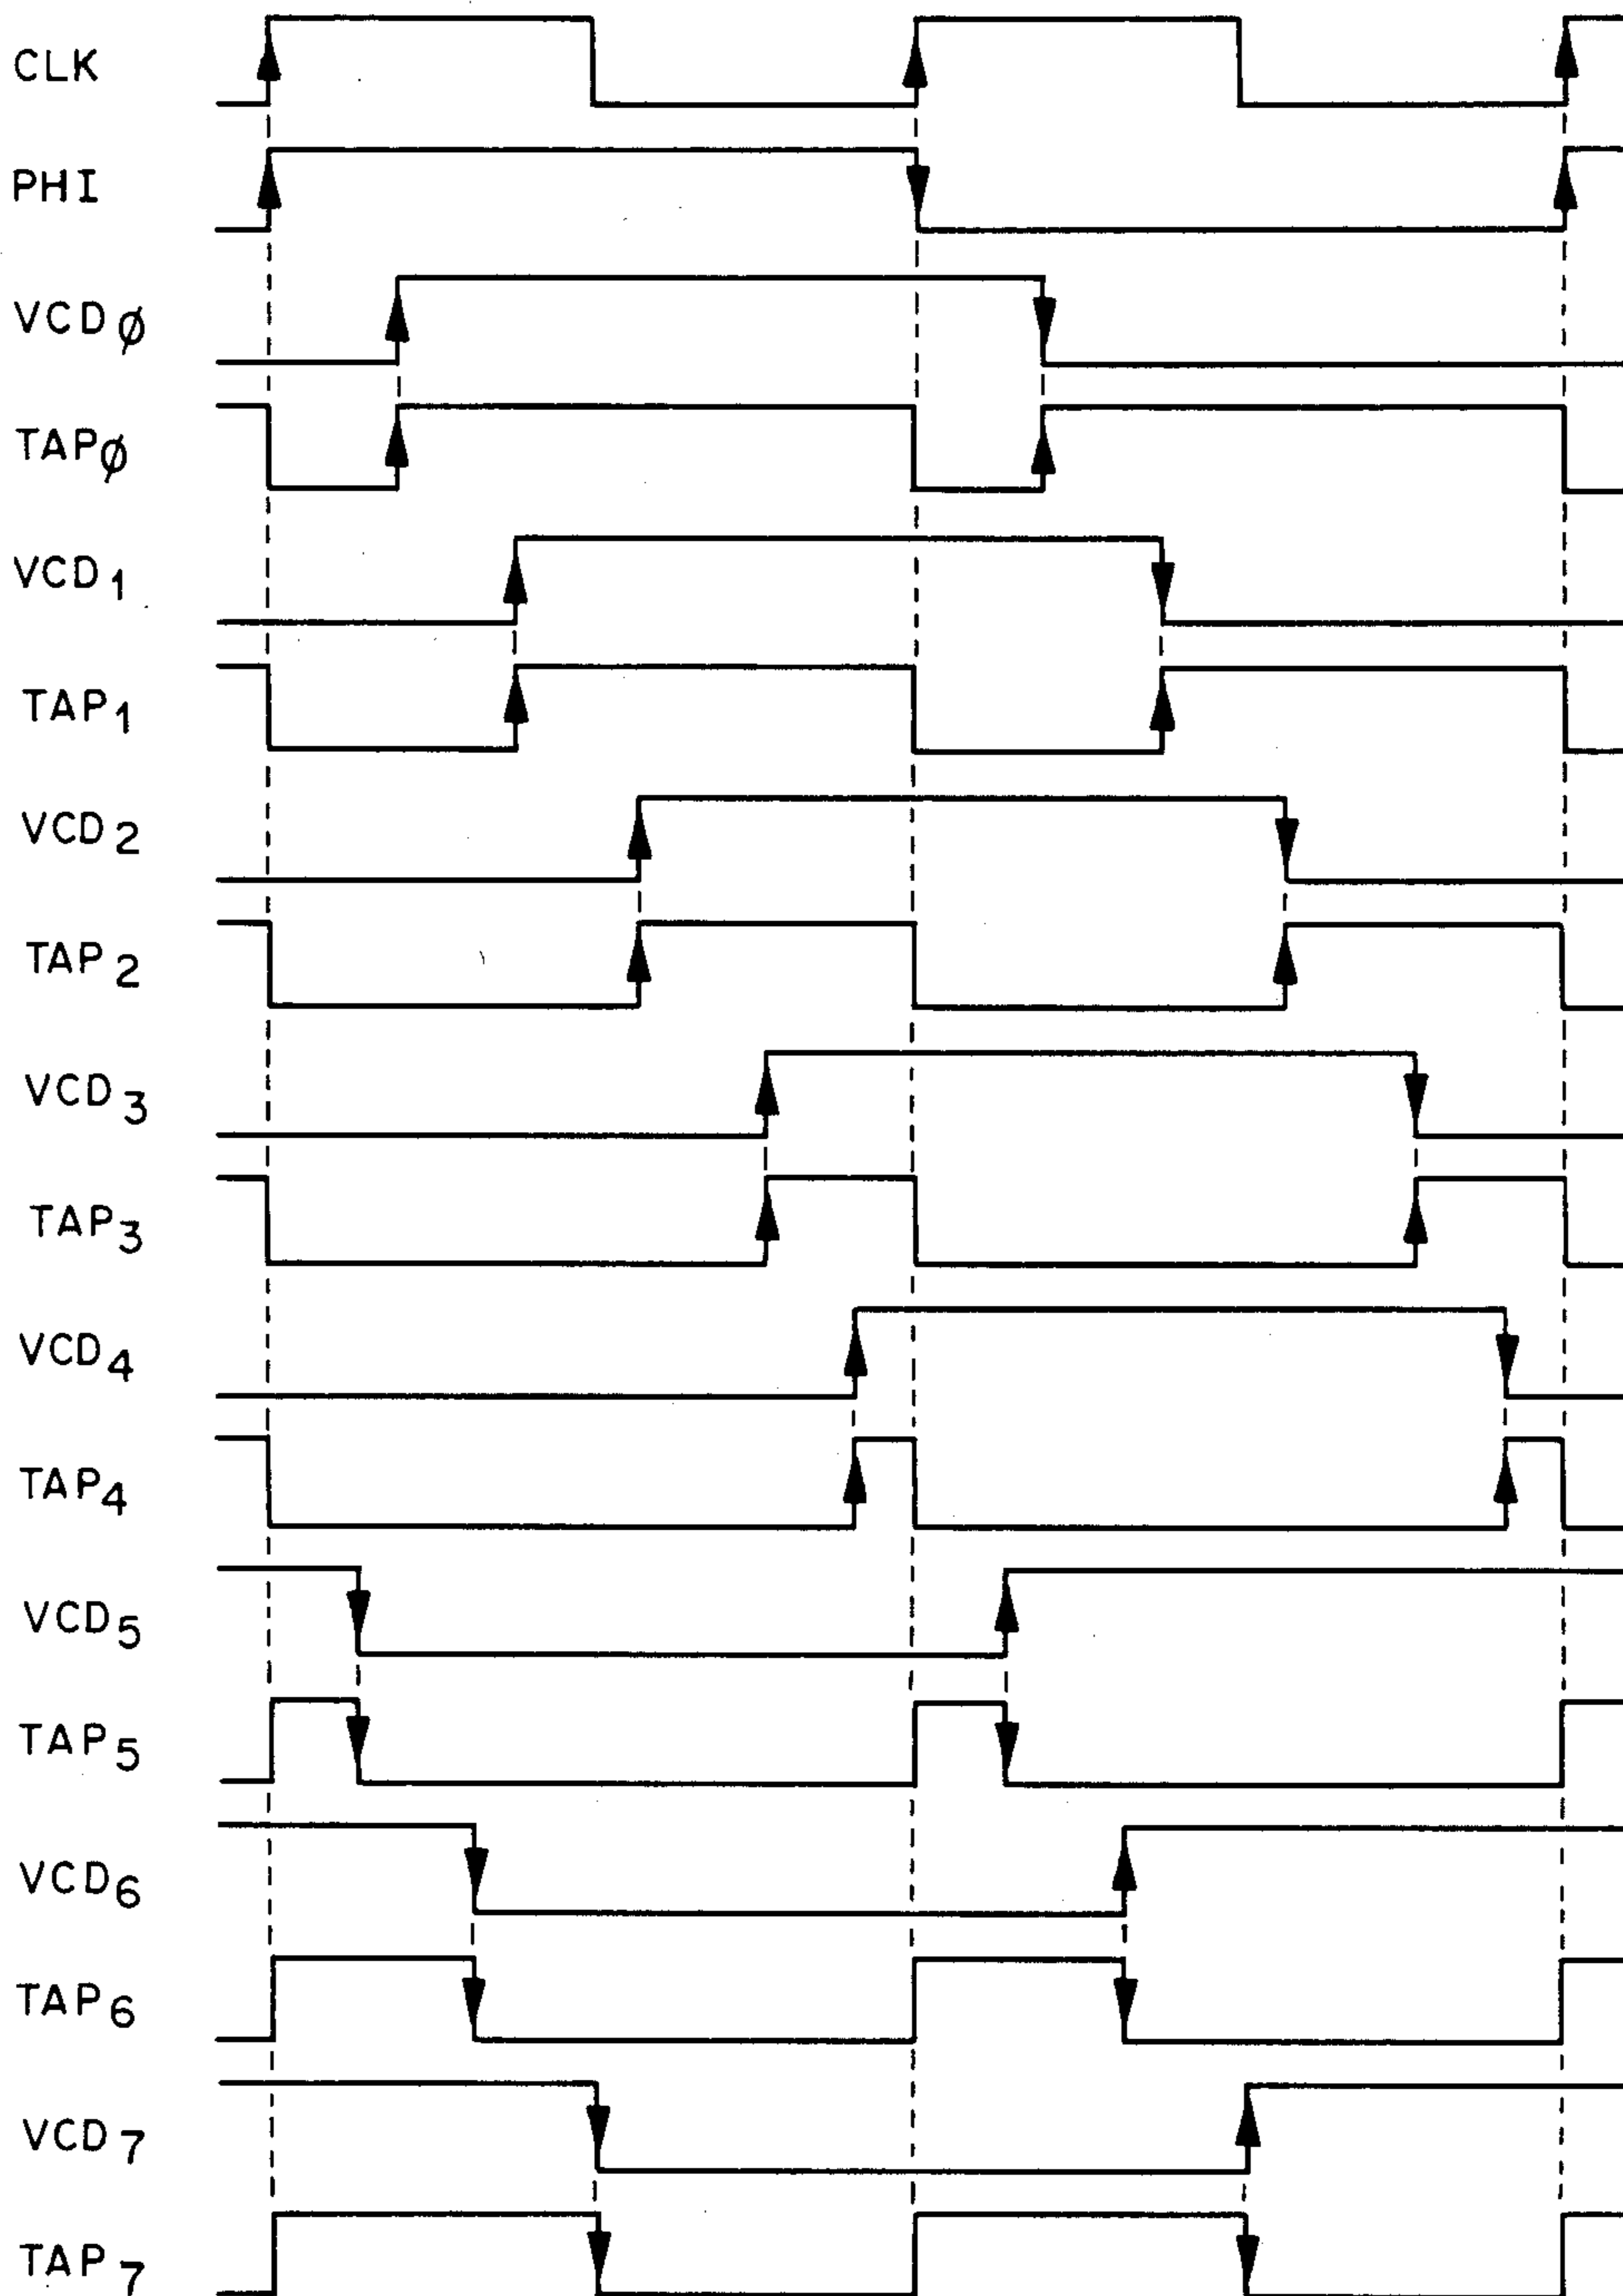 CLK
PHI
VCDø
TAPø
VCD1
TAP1
VCD2
TAP2
VCD3
TAP3
VCD4
TAP4
VCD5
TAP5
VCD6
TAP6
VCD7
TAP7